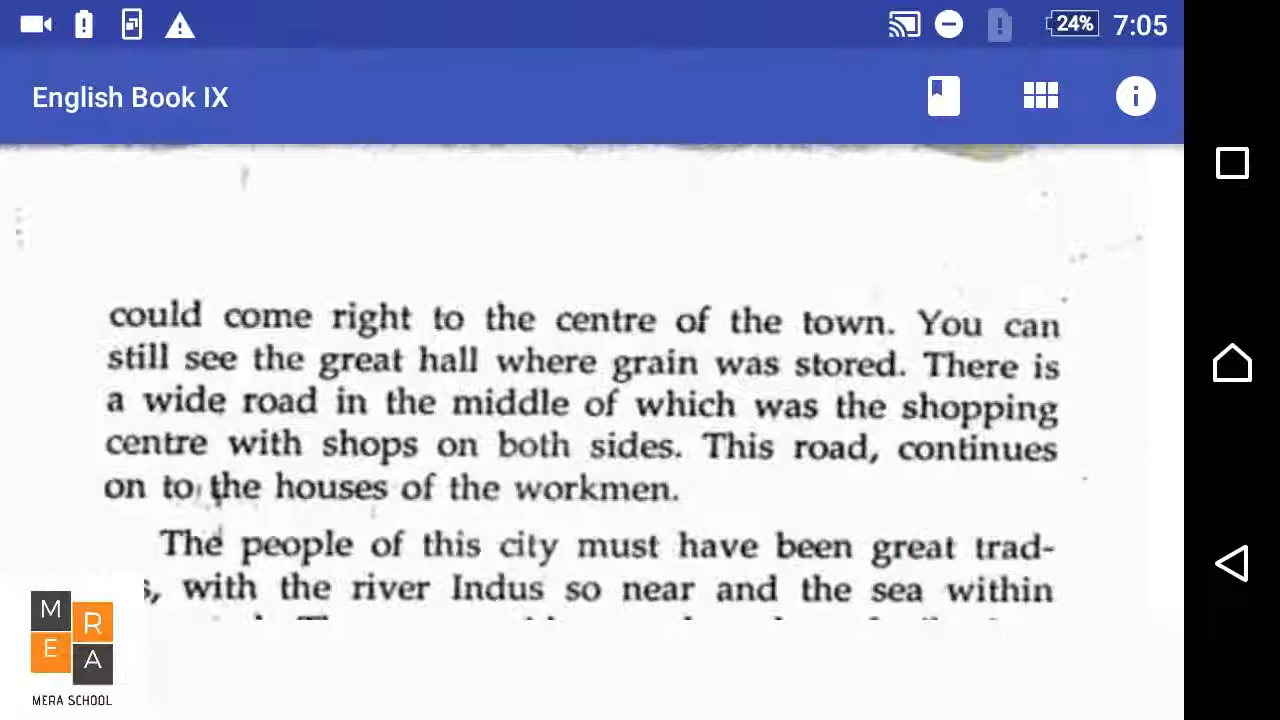 24% 7:05
English Book IX
could come right to the centre of the town. You can
still see the great hall where grain was stored. There is
a wide road in the middle of which was the shopping
centre with shops on both sides. This road, continues
on to the houses of the workmen.
The people of this city must have been great trad-
s, with the river Indus so near and the sea within
M R
E A
MERA SCHOOL